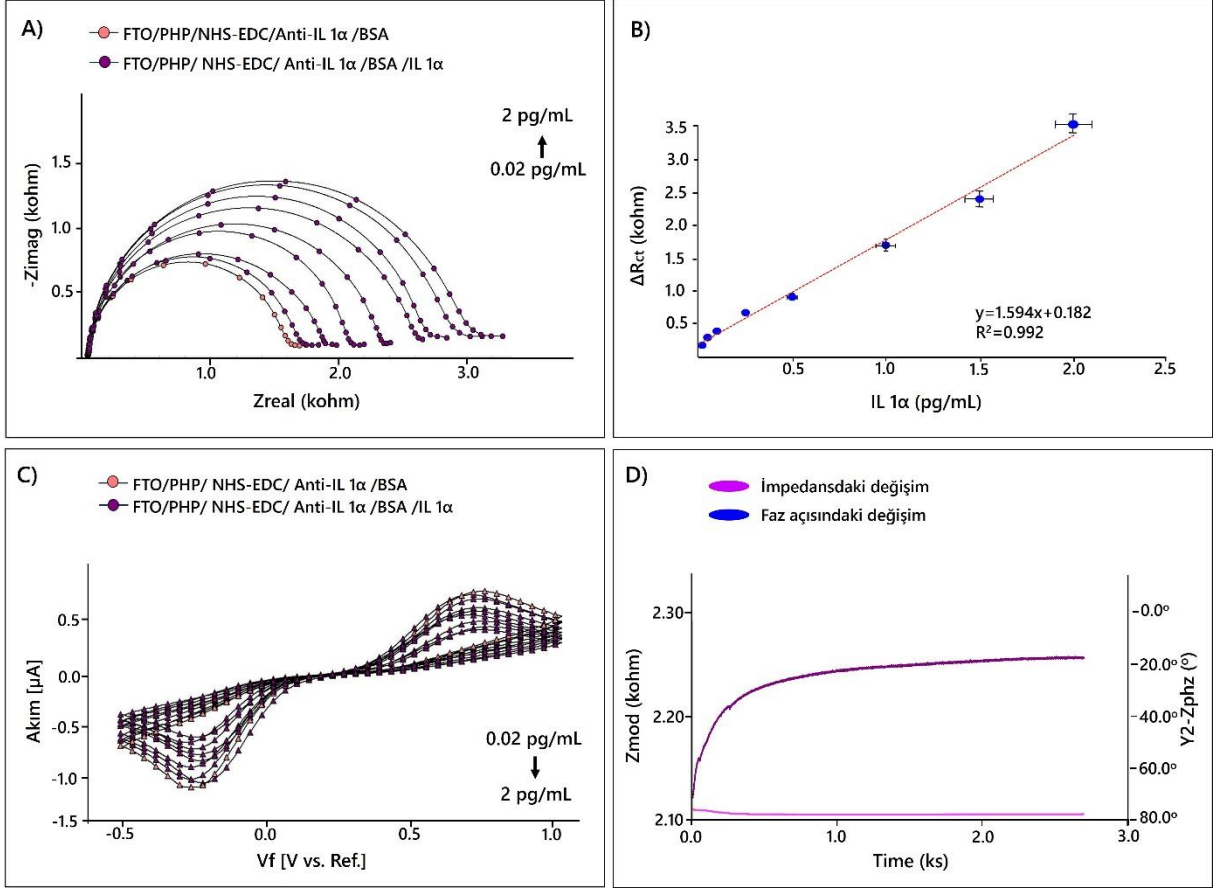 A)
FTO/PHP/NHS-EDC/Anti-IL 1α /BSA
FTO/PHP/ NHS-EDC/ Anti-IL 1α /BSA /IL 1α
2 pg/mL
0.02 pg/mL
-Zimag (kohm)
1.5
1.0
0.5
1.0
2.0
3.0
Zreal (kohm)
B)
ΔRct (kohm)
3.5
3.0
2.5
2.0
1.5
1.0
0.5
y=1.594x+0.182
R²=0.992
0.5
1.0
1.5
2.0
2.5
IL 1α (pg/mL)
C)
FTO/PHP/ NHS-EDC/ Anti-IL 1α /BSA
FTO/PHP/ NHS-EDC/ Anti-IL 1α /BSA /IL 1α
Akım [µA]
0.5
0.0
-0.5
-1.0
-1.5
0.02 pg/mL
2 pg/mL
-0.5
0.0
0.5
1.0
Vf [V vs. Ref.]
D)
İmpedansdaki değişim
Faz açısındaki değişim
Zmod (kohm)
2.30
2.20
2.10
-0.0°
-20.0°
-40.0°
-60.0°
-80.0°
Y2-Zphz (°)
0.0
1.0
2.0
3.0
Time (ks)